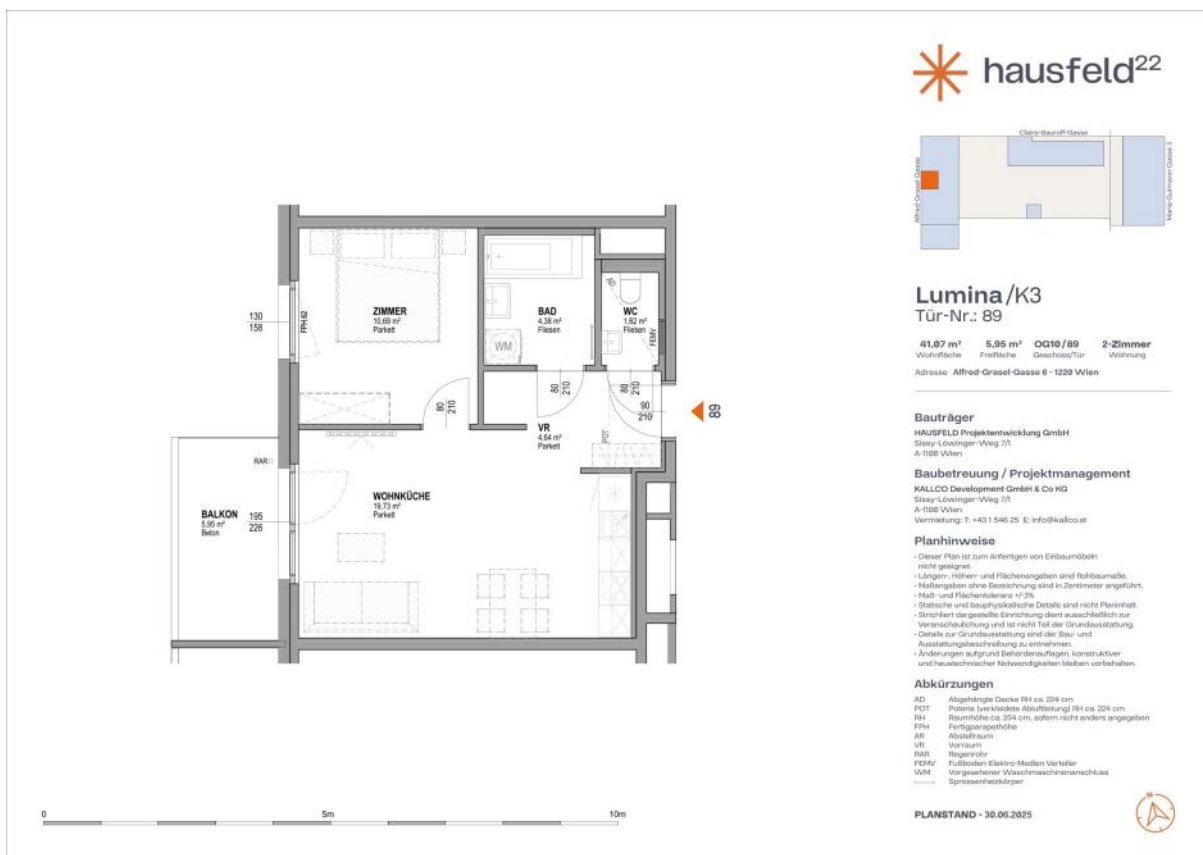 hausfeld²²
Claire-Bauroff-Gasse
Alfred-Grasel-Gasse
Maria-Gutmann-Gasse 3
Lumina/K3
Tür-Nr.: 89
41,07 m² 5,95 m² OG10/89 2-Zimmer
Wohnfläche Freifläche Geschoss/Tür Wohnung
Adresse Alfred-Grasel-Gasse 6 - 1220 Wien
Bauträger
HAUSFELD Projektentwicklung GmbH
Sissy-Löwinger-Weg 7/1
A-1100 Wien
Baubetreuung / Projektmanagement
KALLCO Development GmbH & Co KG
Sissy-Löwinger-Weg 7/1
A-1100 Wien
Vermietung: T: +43 1 546 25 E: info@kallco.at
Planhinweise
• Dieser Plan ist zum Anfertigen von Einbaumöbeln
nicht geeignet.
• Längen-, Höhen- und Flächenangaben sind Rohbaumaße.
• Maßangaben ohne Bezeichnung sind in Zentimeter angeführt.
• Maß- und Flächentoleranz +/-3%
• Statische und bauphysikalische Details sind nicht Planinhalt.
• Strichliert dargestellte Einrichtung dient ausschließlich zur
Veranschaulichung und ist nicht Teil der Grundausstattung.
• Details zur Grundausstattung sind der Bau- und
Ausstattungsbeschreibung zu entnehmen.
• Änderungen aufgrund Behördenauflagen, konstruktiver
und haustechnischer Notwendigkeiten bleiben vorbehalten.
Abkürzungen
AD Abgehängte Decke RH ca. 224 cm
POT Poterie (verkleidete Abluftleitung) RH ca. 224 cm
RH Raumhöhe ca. 254 cm, sofern nicht anders angegeben
FPH Fertigparapethöhe
AR Abstellraum
VR Vorraum
RAR Regenrohr
FEMV Fußboden-Elektro-Medien Verteiler
WM Vorgesehener Waschmaschinenanschluss
Sprossenheizkörper
PLANSTAND - 30.06.2025
N
ZIMMER
10,69 m²
Parkett
BAD
4,38 m²
Fliesen
WC
1,62 m²
Fliesen
AD
FEMV
WM
130
158
FPH 62
80
210
80
210
80
210
90
210
89
VR
4,64 m²
Parkett
POT
RAR
WOHNKÜCHE
19,73 m²
Parkett
BALKON
5,95 m²
Beton
195
226
0 5m 10m